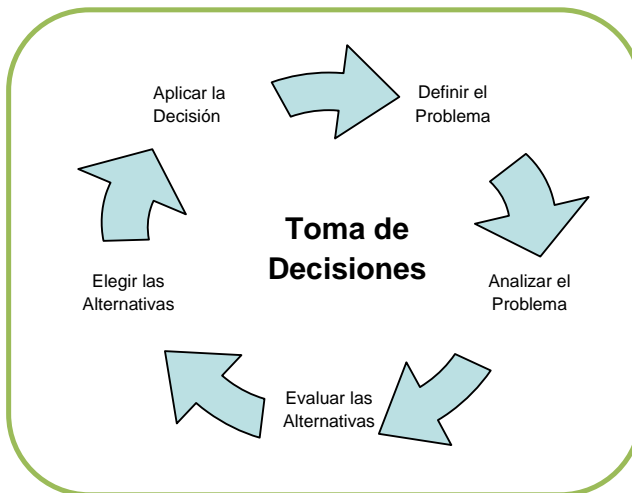 Aplicar la
Decisión
Definir el
Problema
Toma de
Decisiones
Elegir las
Alternativas
Analizar el
Problema
Evaluar las
Alternativas